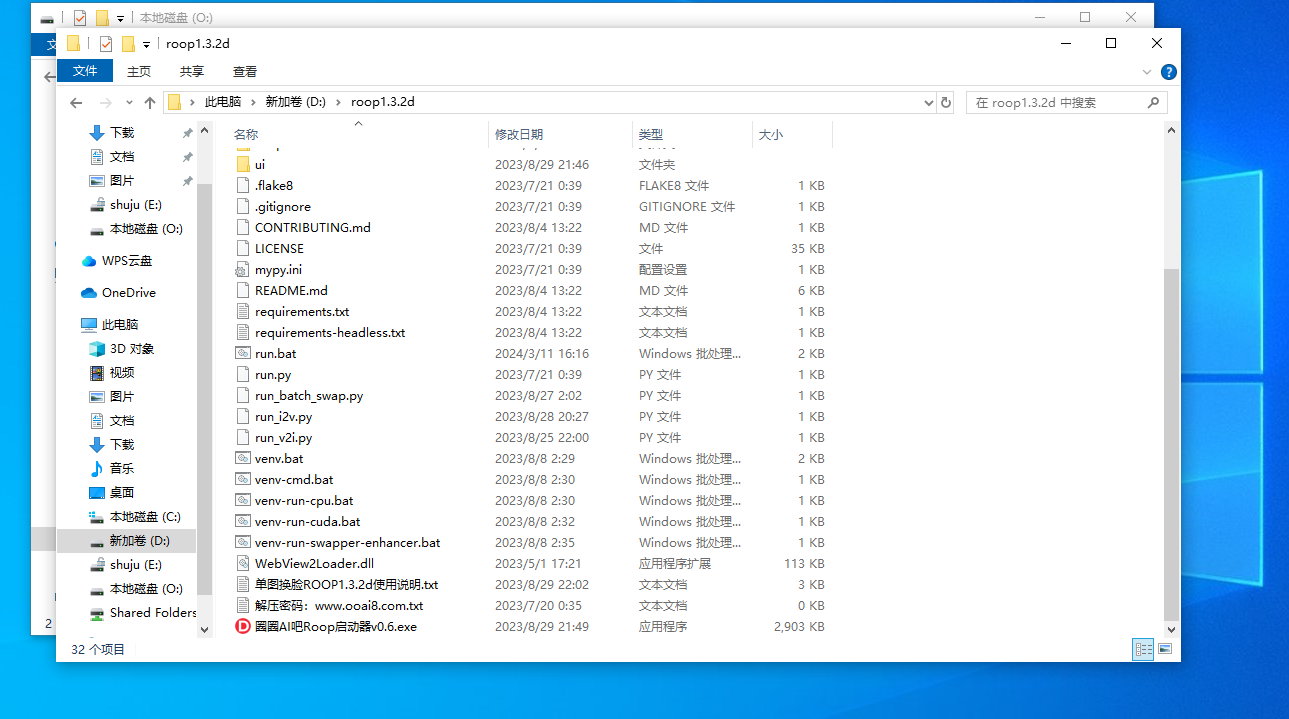 本地磁盘 (O:)
文
roop1.3.2d
文件 主页 共享 查看
此电脑 新加卷 (D:) roop1.3.2d
在 roop1.3.2d 中搜索
下载
文档
图片
shuju (E:)
本地磁盘 (O:)
WPS云盘
OneDrive
此电脑
3D 对象
视频
图片
文档
下载
音乐
桌面
本地磁盘 (C:)
新加卷 (D:)
shuju (E:)
本地磁盘 (O:)
Shared Folders
名称 修改日期 类型 大小
ui 2023/8/29 21:46 文件夹
.flake8 2023/7/21 0:39 FLAKE8 文件 1 KB
.gitignore 2023/7/21 0:39 GITIGNORE 文件 1 KB
CONTRIBUTING.md 2023/8/4 13:22 MD 文件 1 KB
LICENSE 2023/7/21 0:39 文件 35 KB
mypy.ini 2023/7/21 0:39 配置设置 1 KB
README.md 2023/8/4 13:22 MD 文件 6 KB
requirements.txt 2023/8/4 13:22 文本文档 1 KB
requirements-headless.txt 2023/8/4 13:22 文本文档 1 KB
run.bat 2024/3/11 16:16 Windows 批处理... 2 KB
run.py 2023/7/21 0:39 PY 文件 1 KB
run_batch_swap.py 2023/8/27 2:02 PY 文件 1 KB
run_i2v.py 2023/8/28 20:27 PY 文件 1 KB
run_v2i.py 2023/8/25 22:00 PY 文件 1 KB
venv.bat 2023/8/8 2:29 Windows 批处理... 2 KB
venv-cmd.bat 2023/8/8 2:30 Windows 批处理... 1 KB
venv-run-cpu.bat 2023/8/8 2:30 Windows 批处理... 1 KB
venv-run-cuda.bat 2023/8/8 2:32 Windows 批处理... 1 KB
venv-run-swapper-enhancer.bat 2023/8/8 2:35 Windows 批处理... 1 KB
WebView2Loader.dll 2023/5/1 17:21 应用程序扩展 113 KB
单图换脸ROOP1.3.2d使用说明.txt 2023/8/29 22:02 文本文档 3 KB
解压密码：www.ooai8.com.txt 2023/7/20 0:35 文本文档 0 KB
圈圈AI吧Roop启动器v0.6.exe 2023/8/29 21:49 应用程序 2,903 KB
2
32 个项目